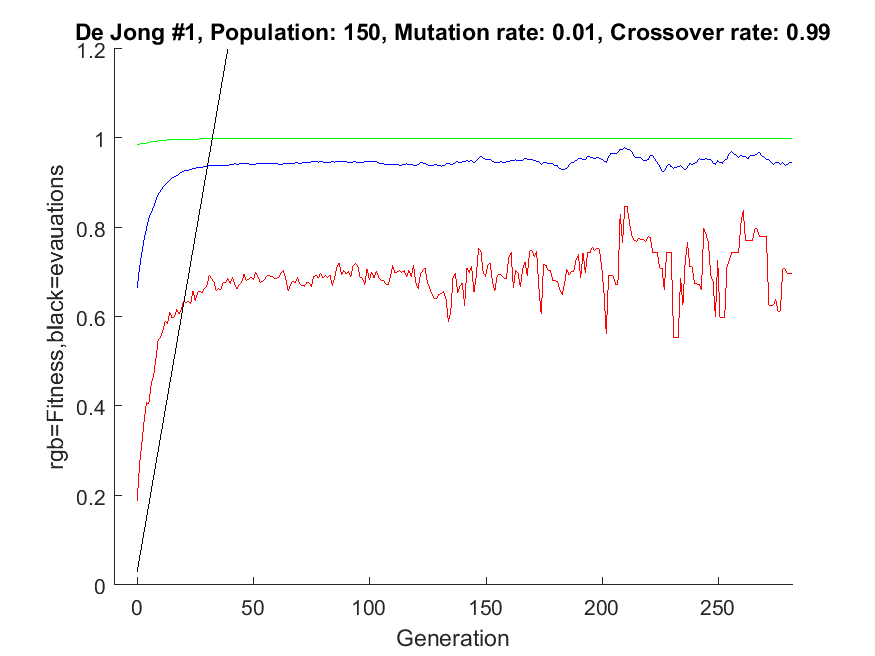 De Jong #1, Population: 150, Mutation rate: 0.01, Crossover rate: 0.99
1.2
1
0.8
0.6
0.4
0.2
0
rgb=Fitness,black=evauations
0 50 100 150 200 250
Generation